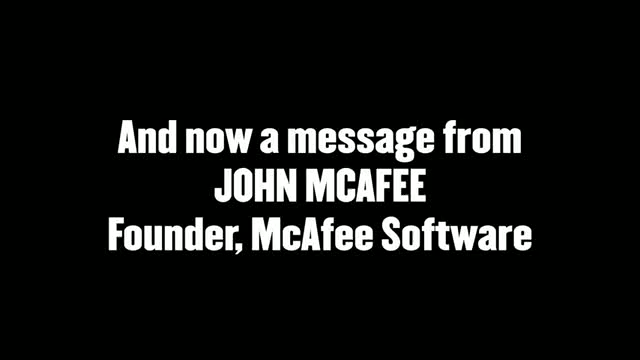 And now a message from
JOHN MCAFEE
Founder, McAfee Software